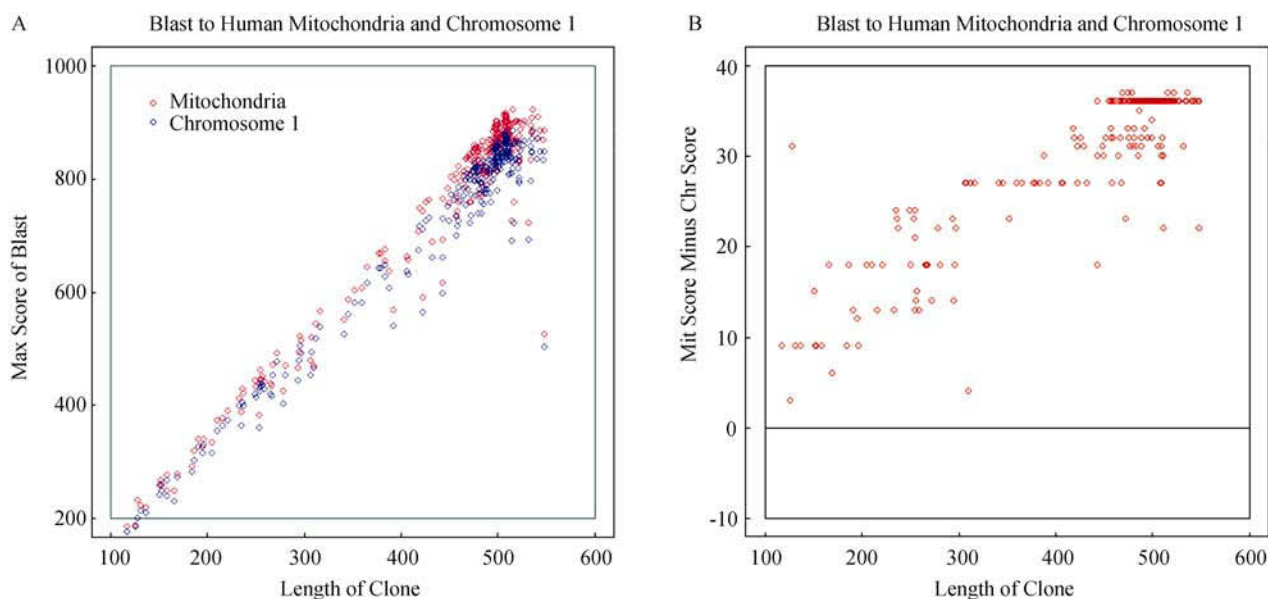 A
Blast to Human Mitochondria and Chromosome 1
Max Score of Blast
1000
800
600
400
200
Mitochondria
Chromosome 1
100 200 300 400 500 600
Length of Clone
B
Blast to Human Mitochondria and Chromosome 1
Mit Score Minus Chr Score
40
30
20
10
0
-10
100 200 300 400 500 600
Length of Clone